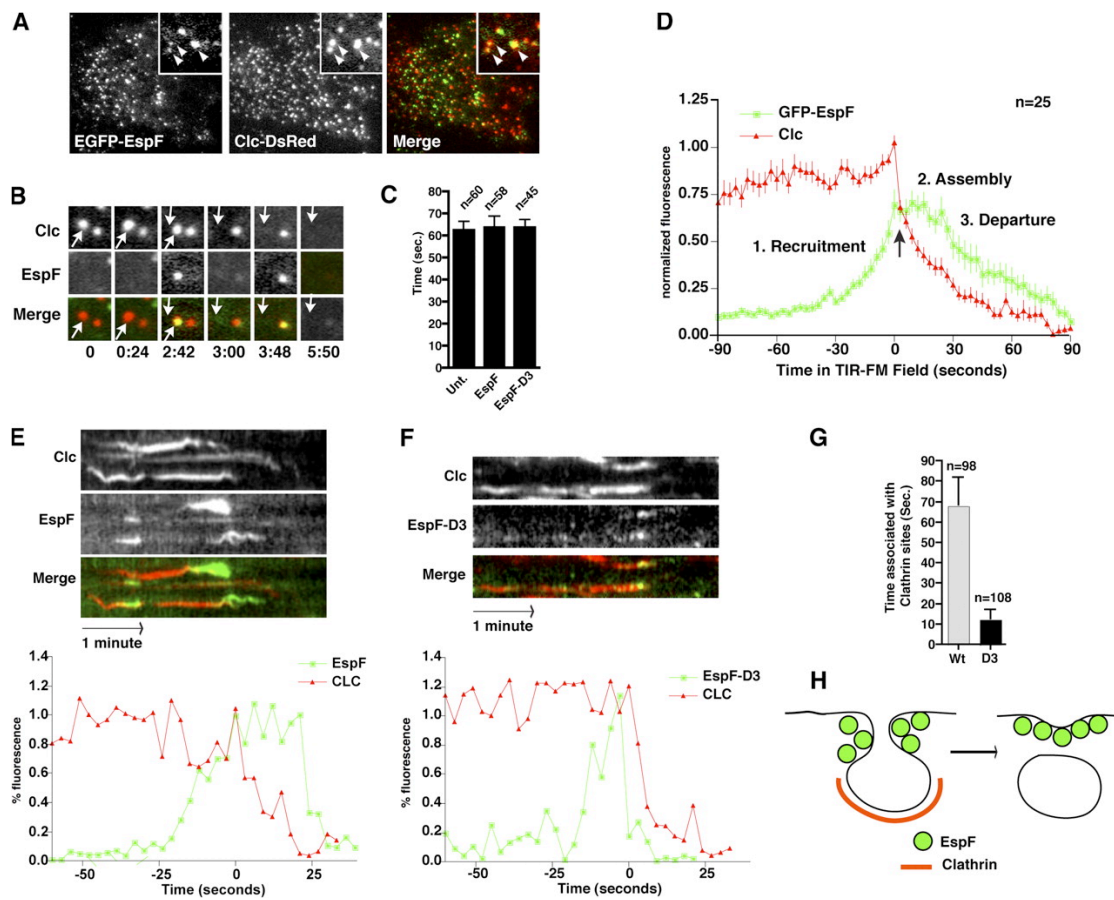 A
EGFP-EspF
Clc-DsRed
Merge
B
Clc
EspF
Merge
0
0:24
2:42
3:00
3:48
5:50
C
n=60
n=58
n=45
Time (sec.)
80
70
60
50
40
30
20
10
0
Unt.
EspF
EspF-D3
D
n=25
GFP-EspF
Clc
normalized fluorescence
1.25
1.00
0.75
0.50
0.25
0.00
1. Recruitment
2. Assembly
3. Departure
-90
-60
-30
0
30
60
90
Time in TIR-FM Field (seconds)
E
Clc
EspF
Merge
1 minute
EspF
CLC
% fluorescence
1.4
1.2
1.0
0.8
0.6
0.4
0.2
0.0
-50
-25
0
25
Time (seconds)
F
Clc
EspF-D3
Merge
1 minute
EspF-D3
CLC
% fluorescence
1.4
1.2
1.0
0.8
0.6
0.4
0.2
0.0
-50
-25
0
25
Time (seconds)
G
Time associated with
Clathrin sites (Sec.)
90
80
70
60
50
40
30
20
10
0
n=98
n=108
Wt
D3
H
EspF
Clathrin